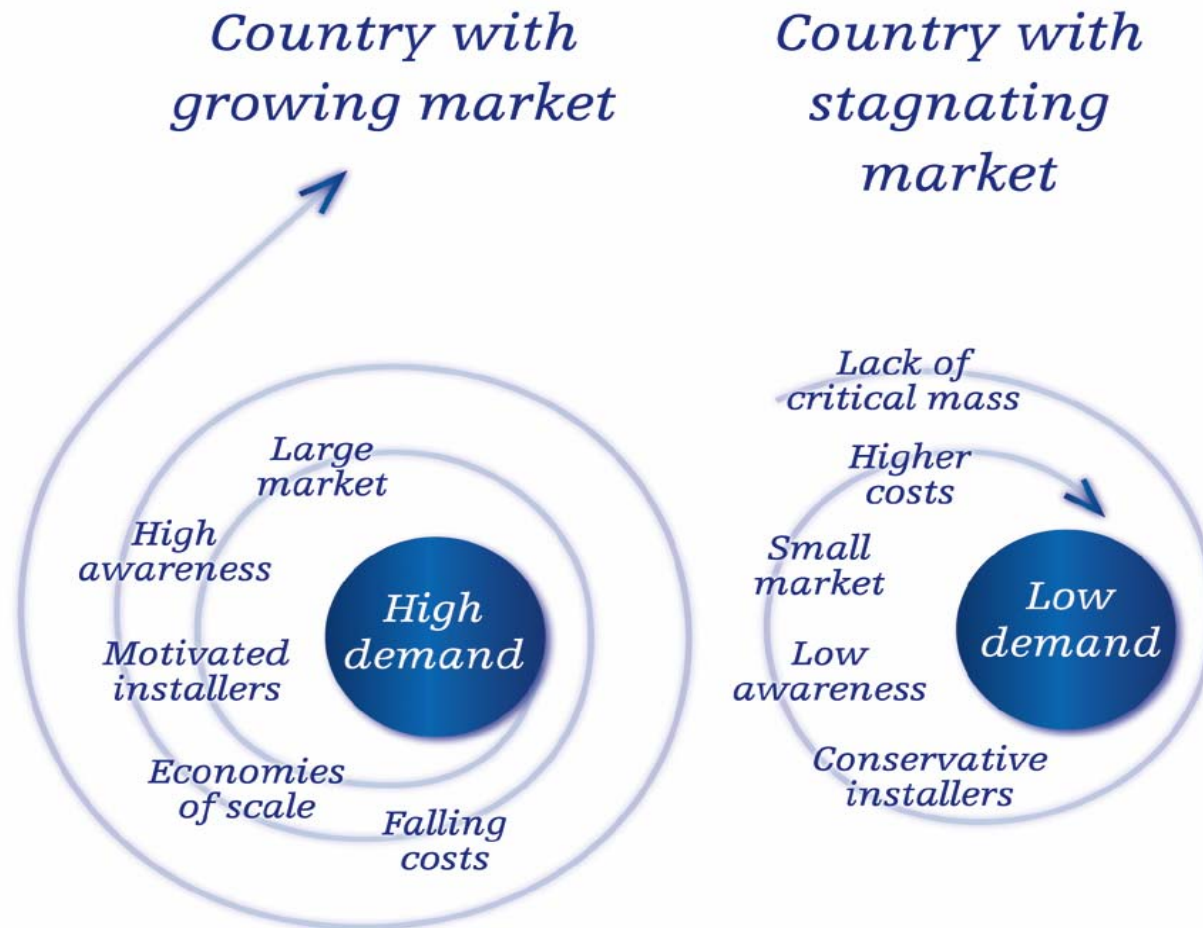 Country with
growing market
Country with
stagnating
market
Large
market
High
awareness
Motivated
installers
Economies
of scale
Falling
costs
High
demand
Lack of
critical mass
Higher
costs
Small
market
Low
awareness
Conservative
installers
Low
demand